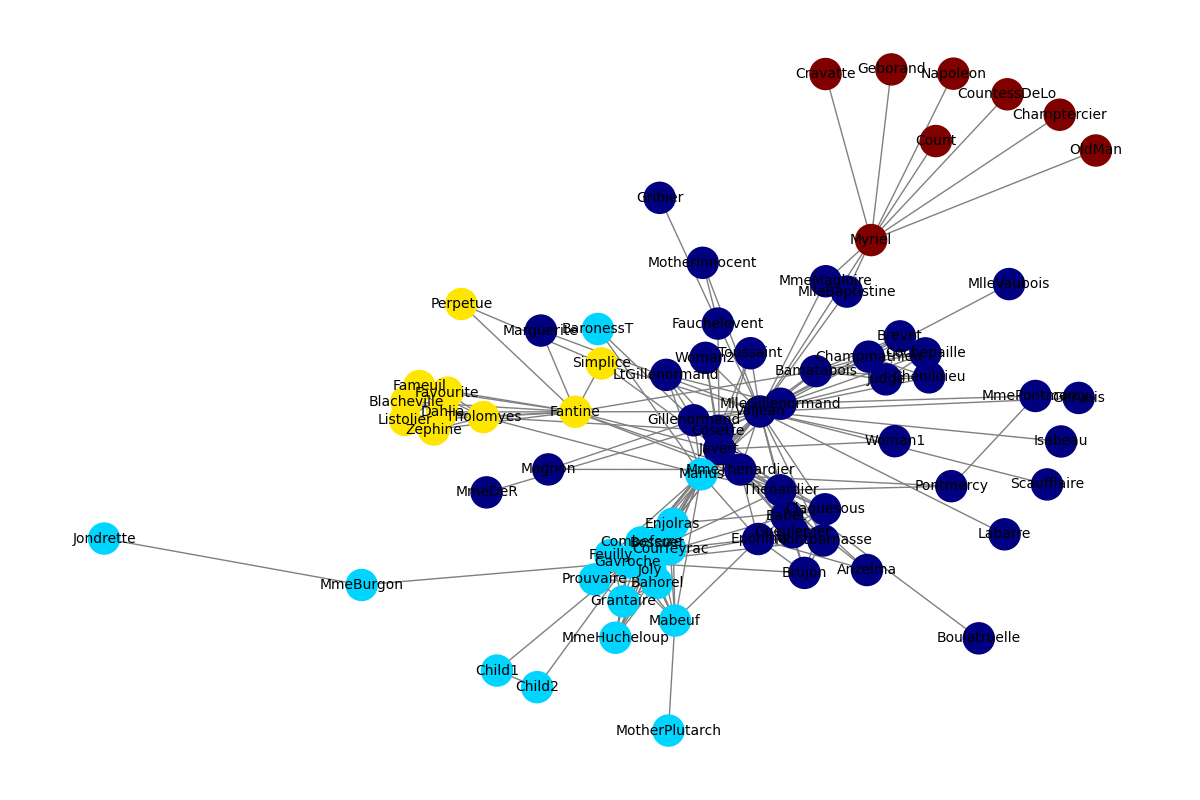 Cravatte
Geborand
Napoleon
CountessDeLo
Champtercier
Count
OldMan
Gribier
Myriel
MotherInnocent
MmeMagloire
MlleBaptistine
MlleVaubois
Perpetue
Marguerite
BaronessT
Fauchelevent
Simplice
Woman2
Toussaint
LtGillenormand
Bamatabois
Champmathieu
Brevet
Cochepaille
Judge
Chenildieu
Fameuil
Favourite
Blacheville
Dahlia
Listolier
Tholomyes
Zephine
Fantine
MlleGillenormand
Valjean
Gillenormand
Cosette
MmePontmercy
Gervais
Javert
Woman1
Isabeau
Magnon
Marius
MmeThenardier
MmeDeR
Thenardier
Pontmercy
Scaufflaire
Claquesous
Babet
Gueulemer
Montparnasse
Eponine
Labarre
Enjolras
Combeferre
Bossuet
Courfeyrac
Feuilly
Gavroche
Joly
Jondrette
MmeBurgon
Prouvaire
Bahorel
Brujon
Anzelma
Grantaire
Mabeuf
MmeHucheloup
Boulatruelle
Child1
Child2
MotherPlutarch